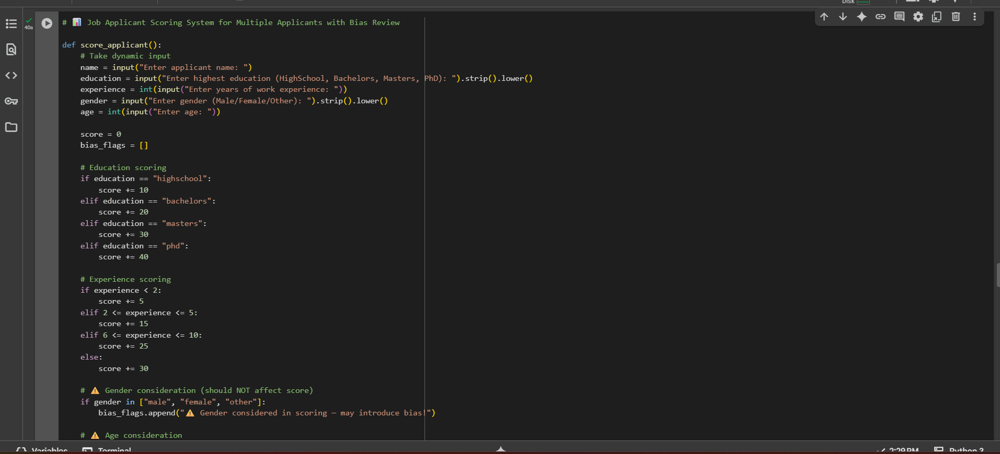 Disk
40s
# 📊 Job Applicant Scoring System for Multiple Applicants with Bias Review
def score_applicant():
# Take dynamic input
name = input("Enter applicant name: ")
education = input("Enter highest education (HighSchool, Bachelors, Masters, PhD): ").strip().lower()
experience = int(input("Enter years of work experience: "))
gender = input("Enter gender (Male/Female/Other): ").strip().lower()
age = int(input("Enter age: "))
score = 0
bias_flags = []
# Education scoring
if education == "highschool":
score += 10
elif education == "bachelors":
score += 20
elif education == "masters":
score += 30
elif education == "phd":
score += 40
# Experience scoring
if experience < 2:
score += 5
elif 2 <= experience <= 5:
score += 15
elif 6 <= experience <= 10:
score += 25
else:
score += 30
# ⚠️ Gender consideration (should NOT affect score)
if gender in ["male", "female", "other"]:
bias_flags.append("⚠️ Gender considered in scoring — may introduce bias!")
# ⚠️ Age consideration
{} Variables Terminal 2:29 PM Python 3